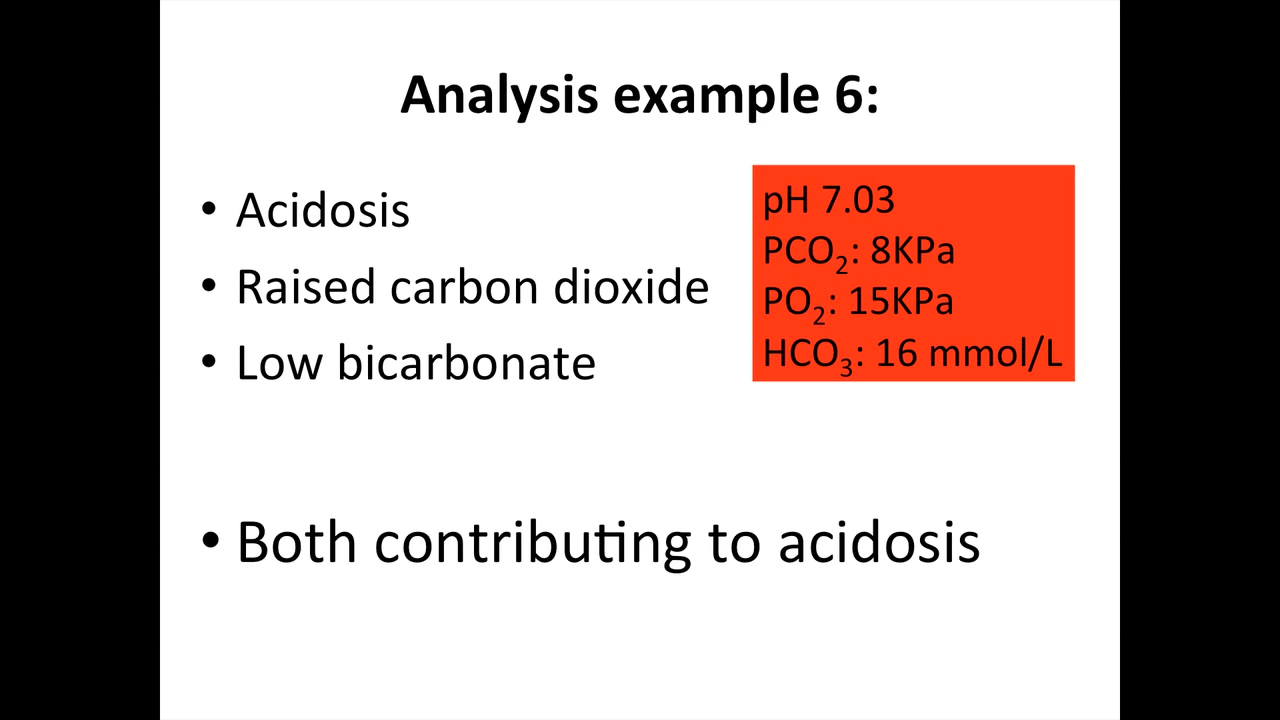 Analysis example 6:
• Acidosis
• Raised carbon dioxide
• Low bicarbonate
• Both contributing to acidosis
pH 7.03
PCO₂: 8KPa
PO₂: 15KPa
HCO₃: 16 mmol/L